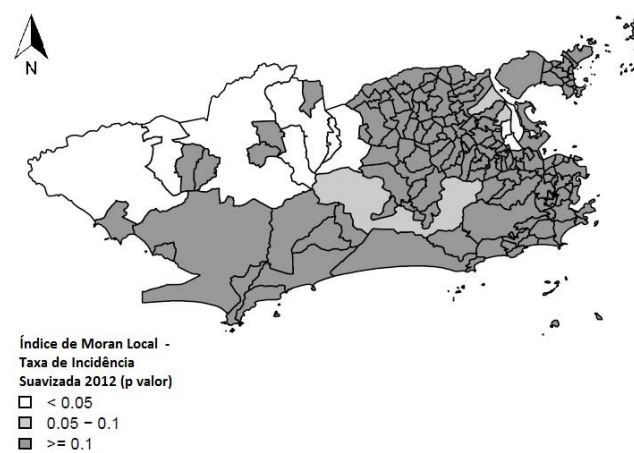 N
Índice de Moran Local -
Taxa de Incidência
Suavizada 2012 (p valor)
< 0.05
0.05 – 0.1
>= 0.1